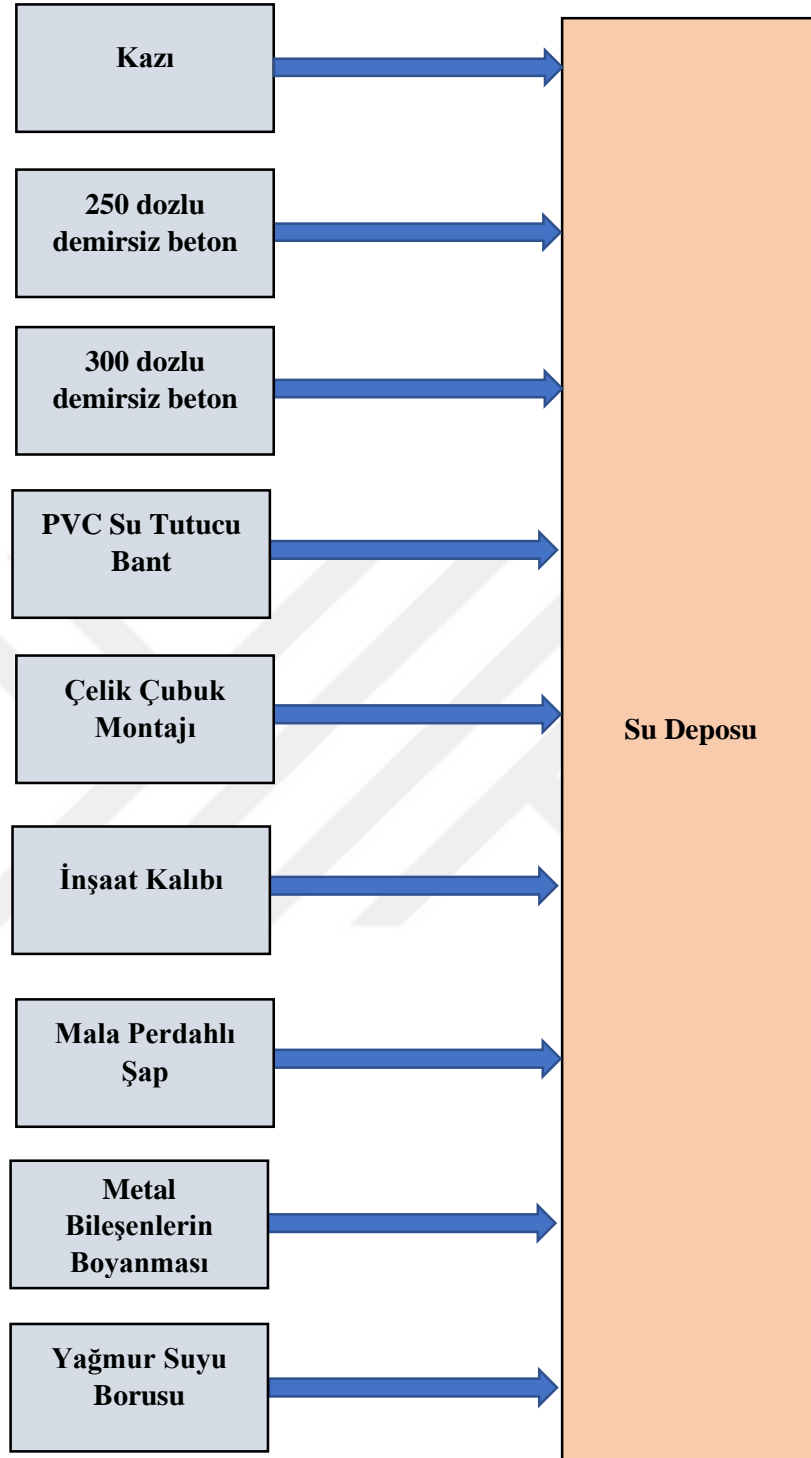 Kazı
250 dozlu
demirsiz beton
300 dozlu
demirsiz beton
PVC Su Tutucu
Bant
Çelik Çubuk
Montajı
İnşaat Kalıbı
Mala Perdahlı
Şap
Metal
Bileşenlerin
Boyanması
Yağmur Suyu
Borusu
Su Deposu